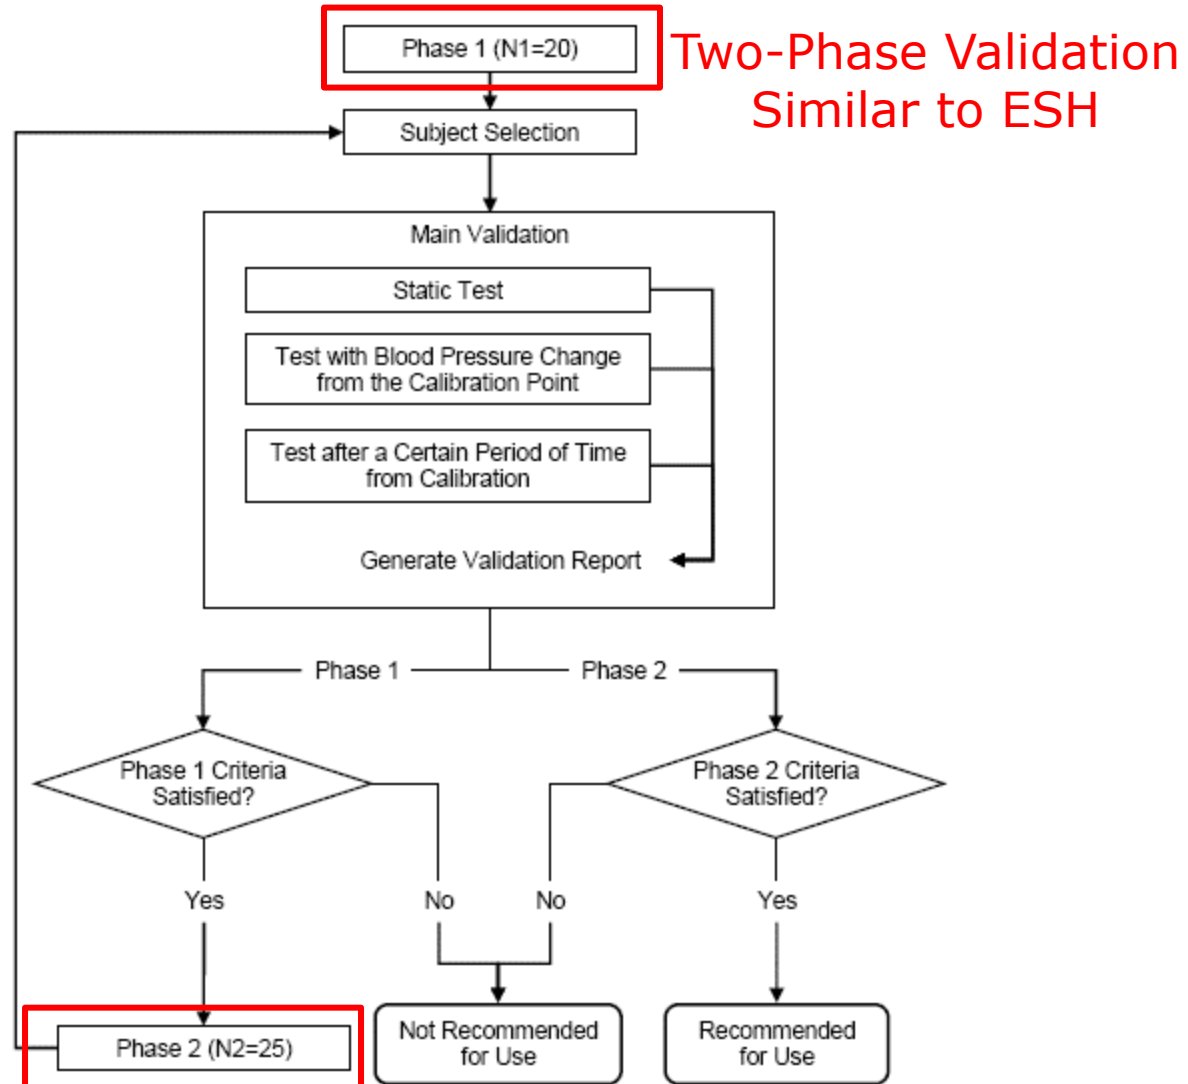 Phase 1 (N1=20)
Two-Phase Validation
Similar to ESH
Subject Selection
Main Validation
Static Test
Test with Blood Pressure Change
from the Calibration Point
Test after a Certain Period of Time
from Calibration
Generate Validation Report
Phase 1
Phase 2
Phase 1 Criteria
Satisfied?
Phase 2 Criteria
Satisfied?
Yes
No
No
Yes
Phase 2 (N2=25)
Not Recommended
for Use
Recommended
for Use